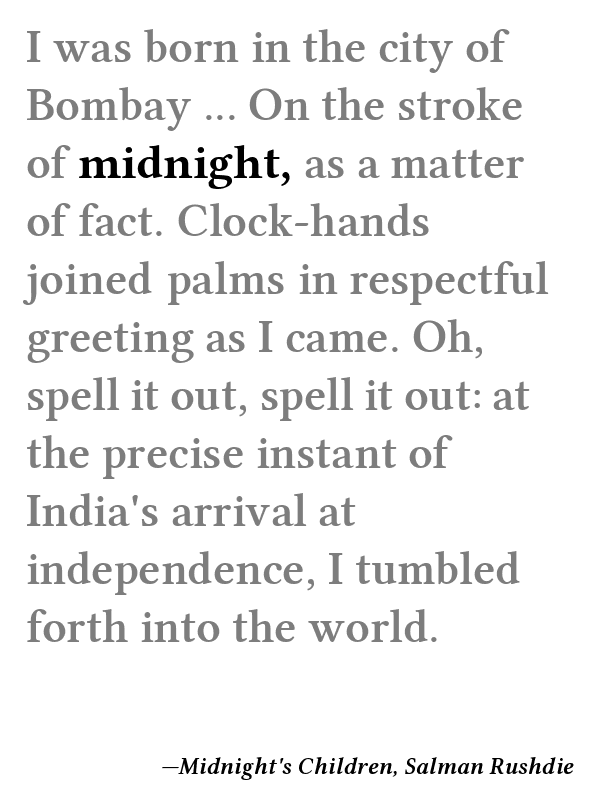 I was born in the city of
Bombay ... On the stroke
of midnight, as a matter
of fact. Clock-hands
joined palms in respectful
greeting as I came. Oh,
spell it out, spell it out: at
the precise instant of
India's arrival at
independence, I tumbled
forth into the world.
—Midnight's Children, Salman Rushdie